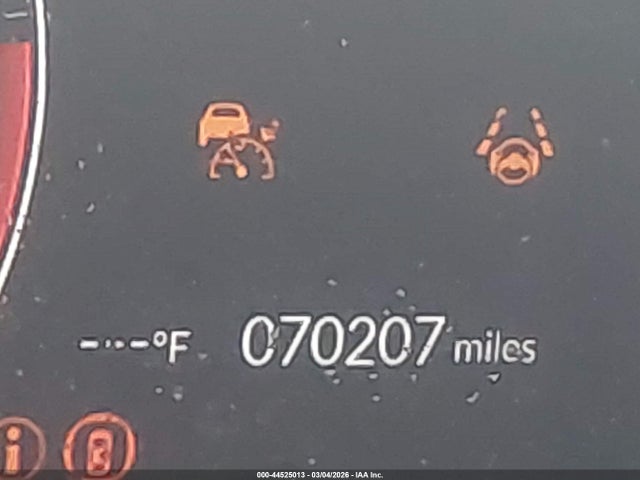 ---°F 070207 miles
i
000-44525013 - 03/04/2026 - IAA Inc.